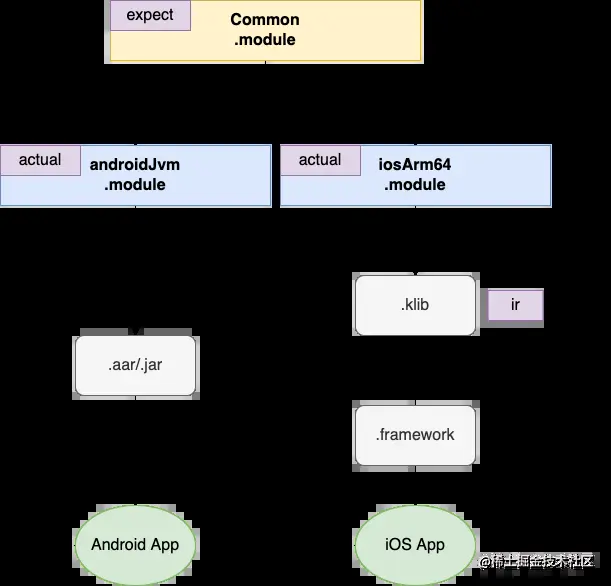 expect
Common
.module
actual
androidJvm
.module
actual
iosArm64
.module
.klib
ir
.aar/.jar
.framework
Android App
iOS App
@稀土掘金技术社区